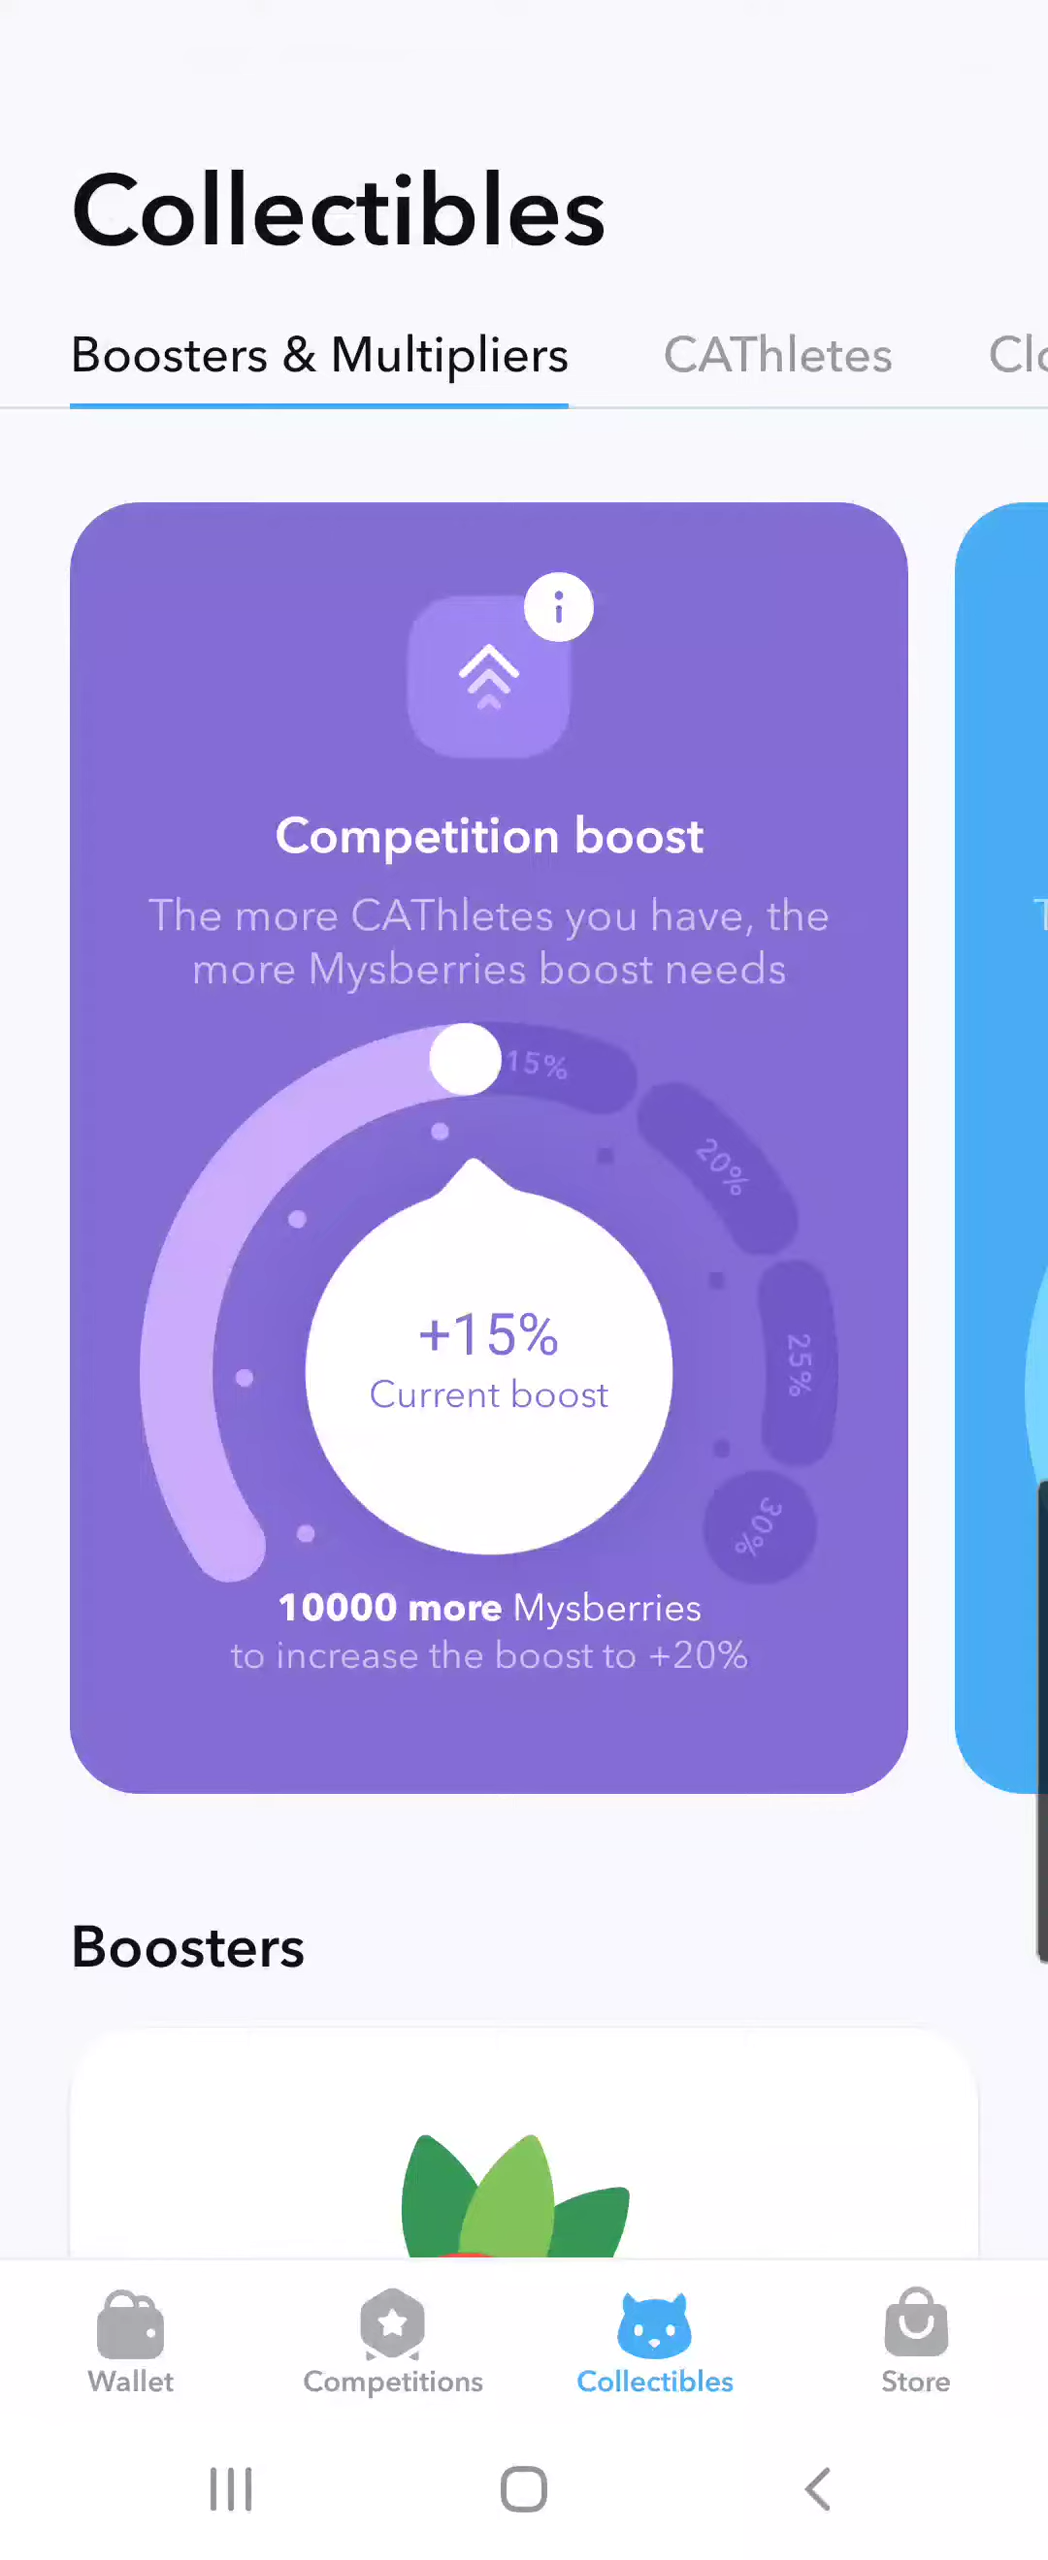 Collectibles
Boosters & Multipliers CAThletes Clo
Competition boost
The more CAThletes you have, the
more Mysberries boost needs
15%
20%
25%
30%
+15%
Current boost
10000 more Mysberries
to increase the boost to +20%
Boosters
Wallet Competitions Collectibles Store